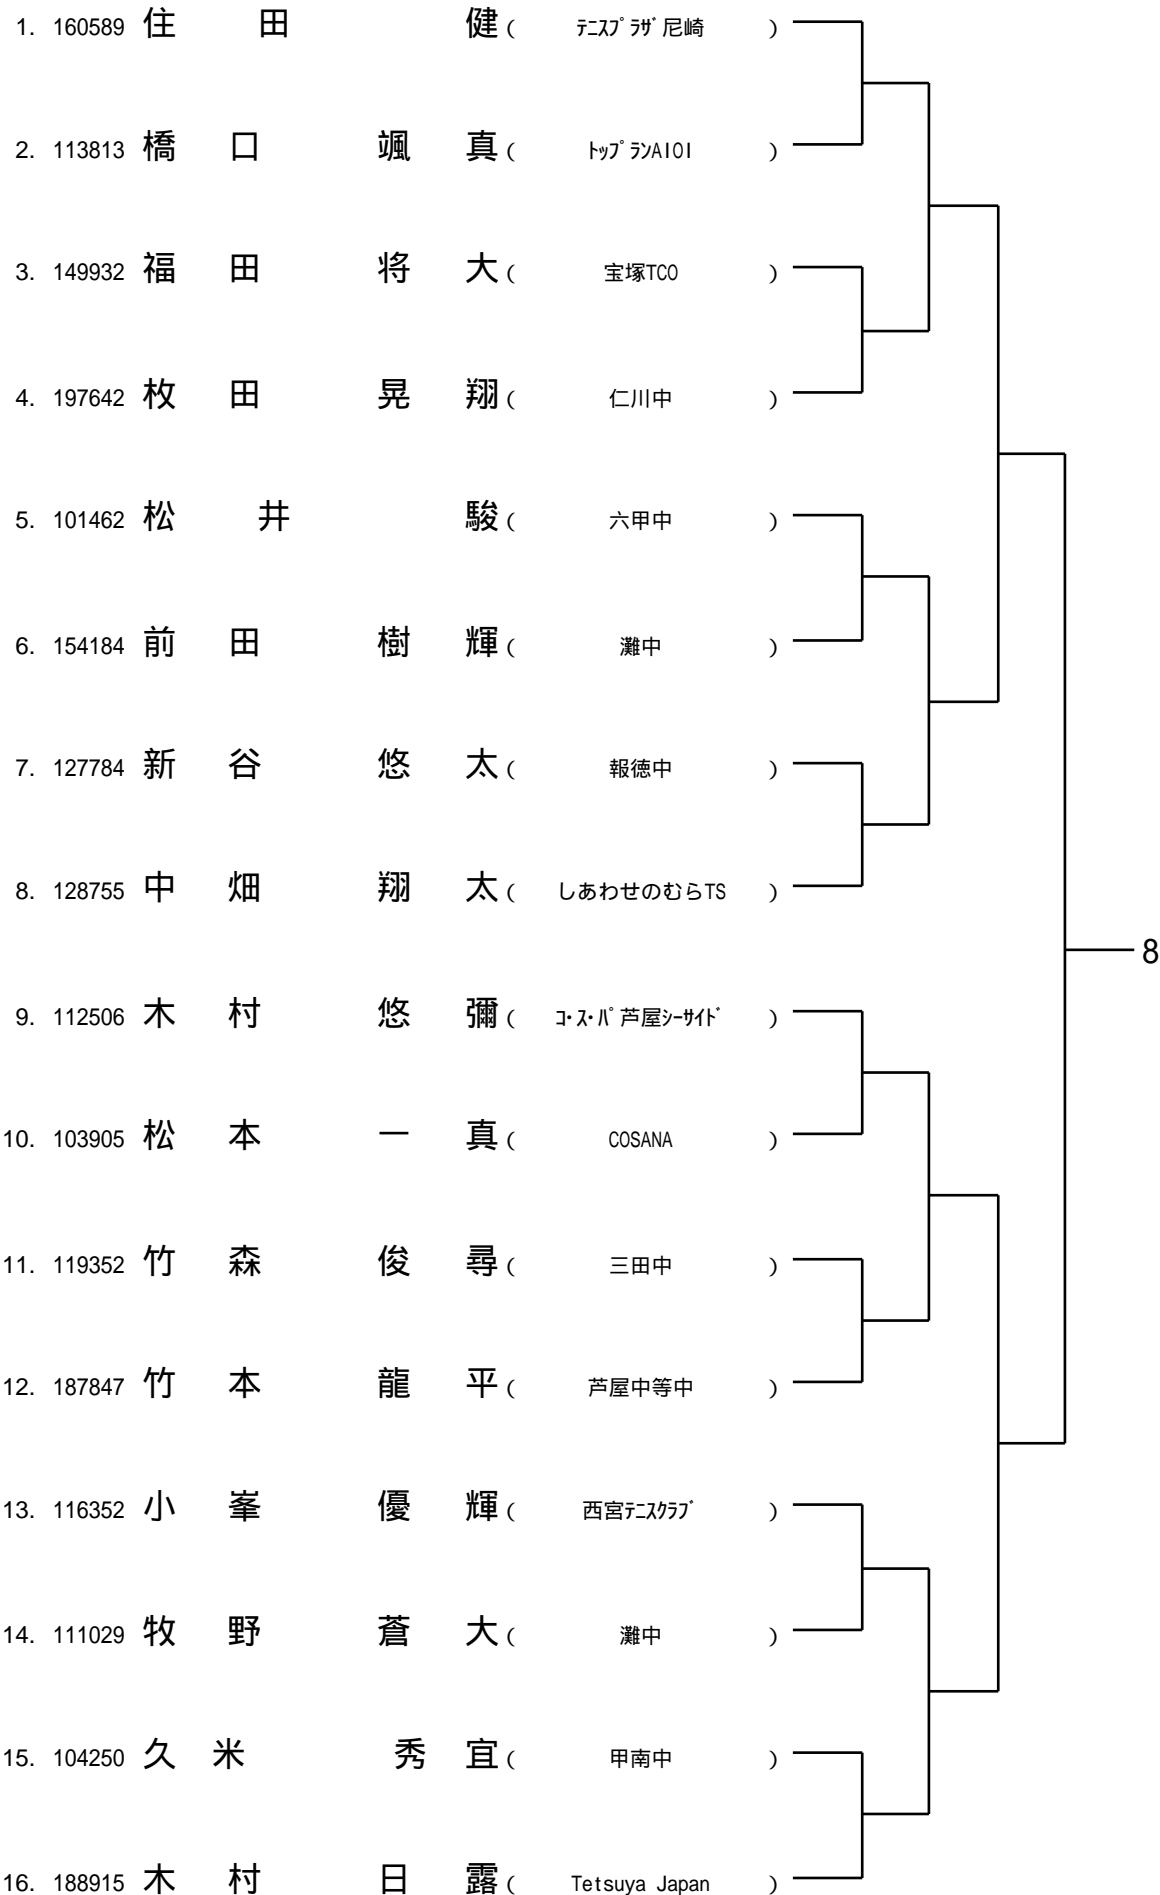 1. 160589 住田 健 ( ﾃﾆｽﾌﾟﾗｻﾞ尼崎 )
2. 113813 橋口 颯真 ( ﾄｯﾌﾟﾗﾝAIOI )
3. 149932 福田 将大 ( 宝塚TCO )
4. 197642 枚田 晃翔 ( 仁川中 )
5. 101462 松井 駿 ( 六甲中 )
6. 154184 前田 樹輝 ( 灘中 )
7. 127784 新谷 悠太 ( 報徳中 )
8. 128755 中畑 翔太 ( しあわせのむらTS )
8
9. 112506 木村 悠彌 ( ｺ･ｽ･ﾊﾟ芦屋ｼｰｻｲﾄﾞ )
10. 103905 松本 一真 ( COSANA )
11. 119352 竹森 俊尋 ( 三田中 )
12. 187847 竹本 龍平 ( 芦屋中等中 )
13. 116352 小峯 優輝 ( 西宮ﾃﾆｽｸﾗﾌﾞ )
14. 111029 牧野 蒼大 ( 灘中 )
15. 104250 久米 秀宜 ( 甲南中 )
16. 188915 木村 日露 ( Tetsuya Japan )